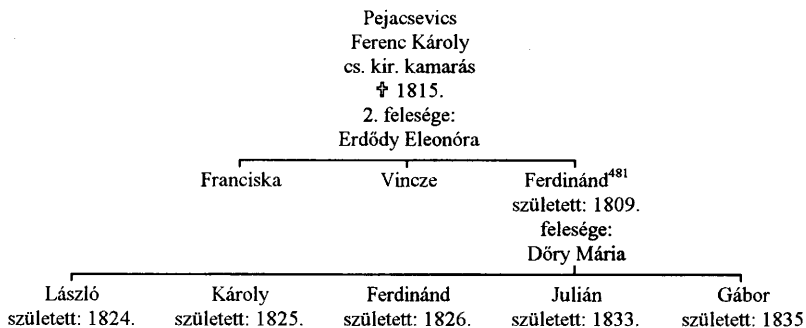 Pejacsevics
Ferenc Károly
cs. kir. kamarás
✞ 1815.
2. felesége:
Erdődy Eleonóra
Franciska Vincze Ferdinánd⁴⁸¹
született: 1809.
felesége:
Dőry Mária
László Károly Ferdinánd Julián Gábor
született: 1824. született: 1825. született: 1826. született: 1833. született: 1835